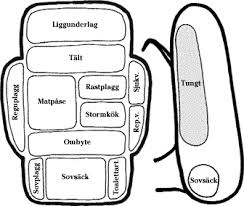 Liggunderlag
Tält
Regnplagg
Matpåse
Rastplagg
Stormkök
Sjukv.
Rep.v.
Ombyte
Sovplagg
Sovsäck
Toalettart
Tungt
Sovsäck